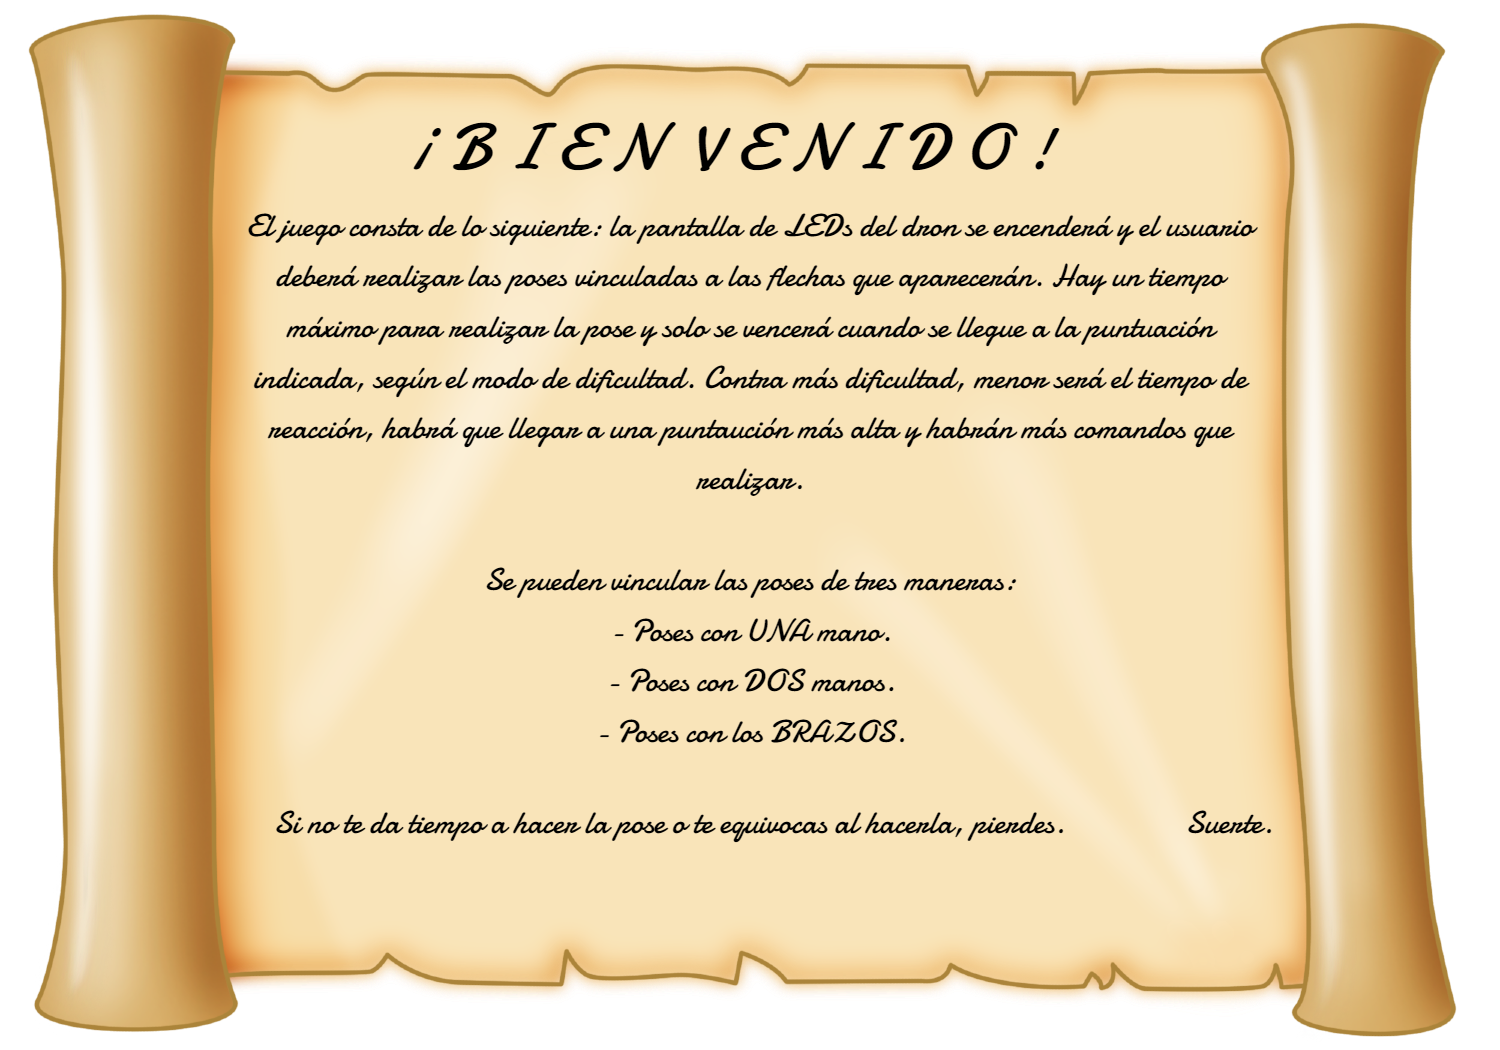 ¡BIENVENIDO!
El juego consta de lo siguiente: la pantalla de LEDs del dron se encenderá y el usuario
deberá realizar las poses vinculadas a las flechas que aparecerán. Hay un tiempo
máximo para realizar la pose y solo se vencerá cuando se llegue a la puntuación
indicada, según el modo de dificultad. Contra más dificultad, menor será el tiempo de
reacción, habrá que llegar a una puntaución más alta y habrán más comandos que
realizar.
Se pueden vincular las poses de tres maneras:
- Poses con UNA mano.
- Poses con DOS manos.
- Poses con los BRAZOS.
Si no te da tiempo a hacer la pose o te equivocas al hacerla, pierdes. Suerte.